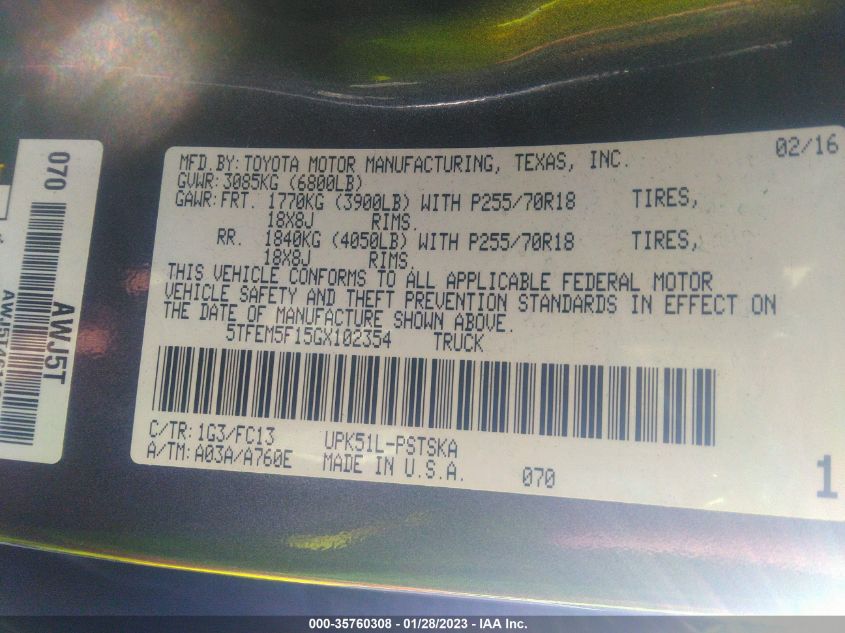 MFD.BY: TOYOTA MOTOR MANUFACTURING, TEXAS, INC. 02/16
GVWR: 3085KG (6800LB)
GAWR: FRT. 1770KG (3900LB) WITH P255/70R18 TIRES,
18X8J RIMS.
RR. 1840KG (4050LB) WITH P255/70R18 TIRES,
18X8J RIMS.
THIS VEHICLE CONFORMS TO ALL APPLICABLE FEDERAL MOTOR
VEHICLE SAFETY AND THEFT PREVENTION STANDARDS IN EFFECT ON
THE DATE OF MANUFACTURE SHOWN ABOVE.
5TFEM5F15GX102354 TRUCK
C/TR: 1G3/FC13 UPK51L-PSTSKA
A/TM: A03A/A760E MADE IN U.S.A. 070
1
070
AWJ5T
000-35760308 - 01/28/2023 - IAA Inc.